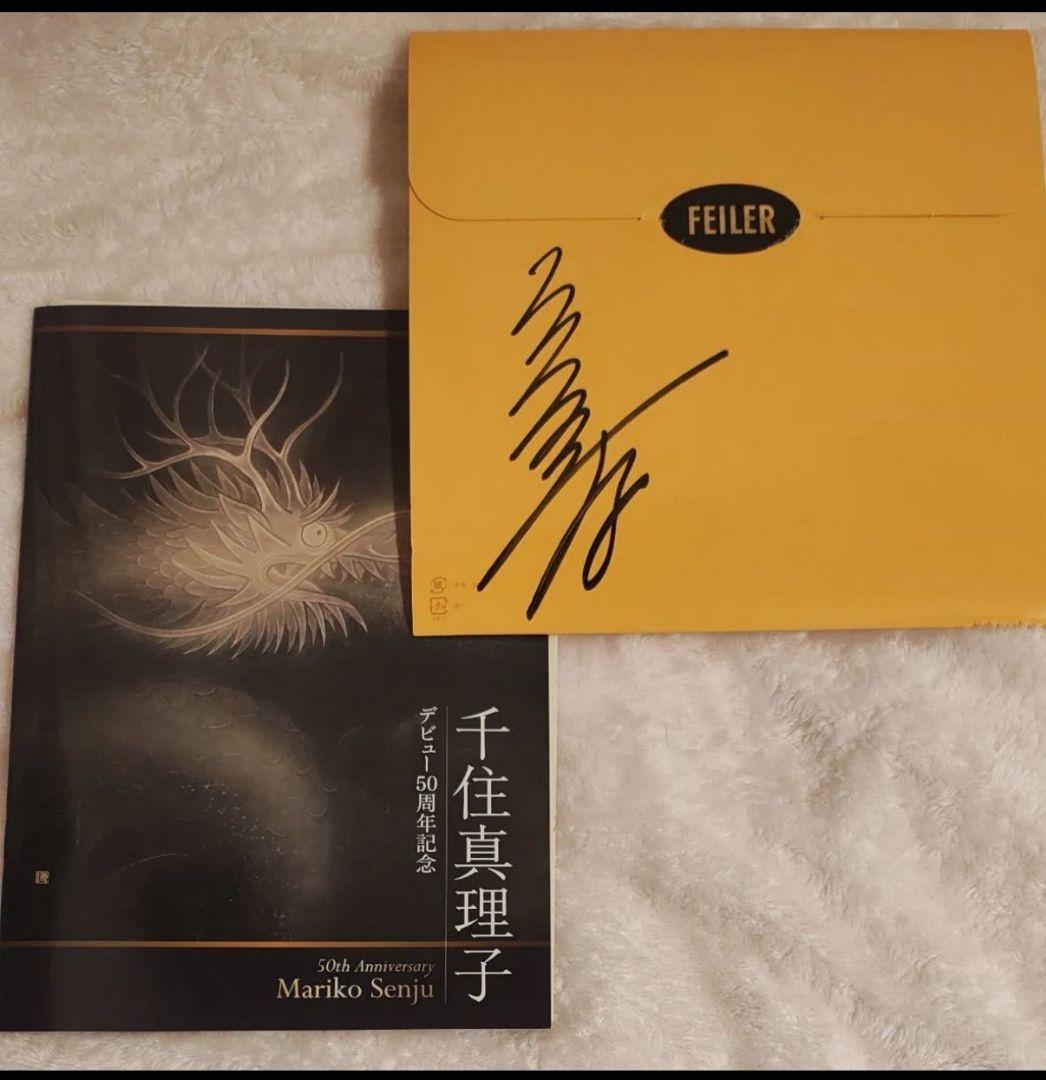 FEILER
千住真理子
デビュー50周年記念
50th Anniversary
Mariko Senju